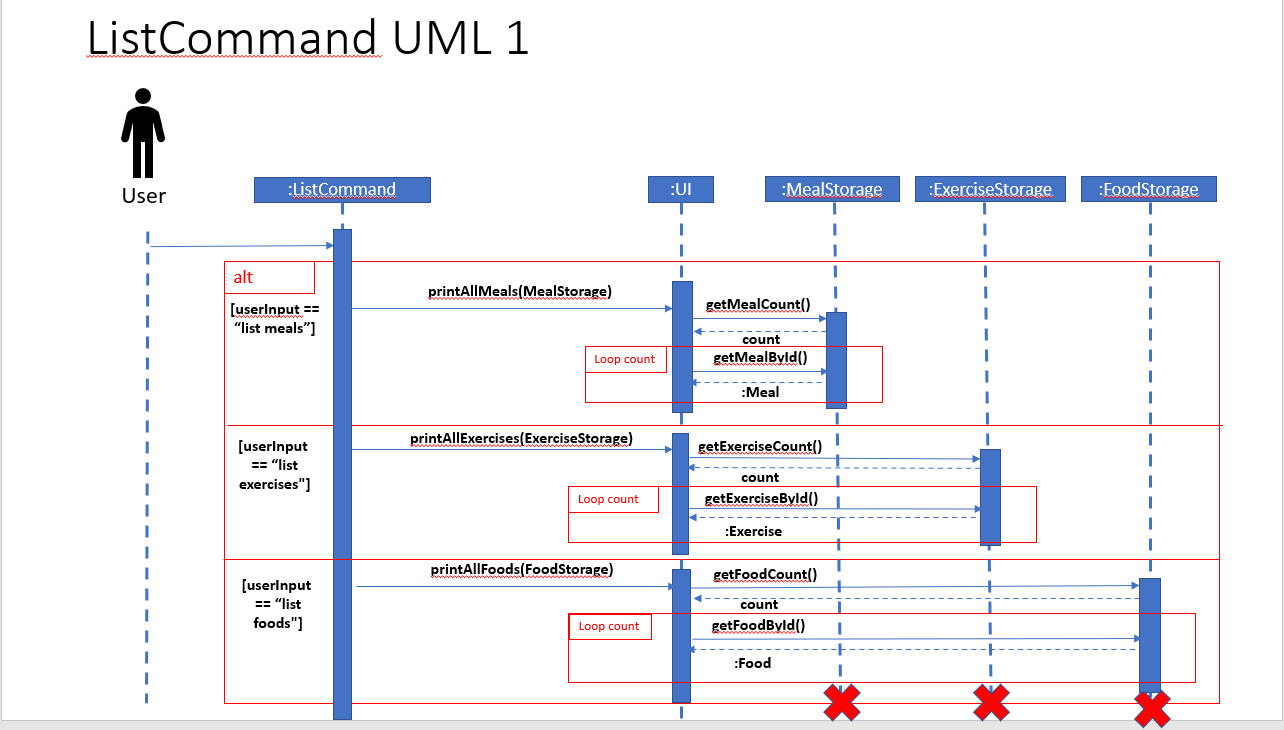 ListCommand UML 1
User
:ListCommand
:UI
:MealStorage
:ExerciseStorage
:FoodStorage
alt
[userInput ==
“list meals”]
printAllMeals(MealStorage)
getMealCount()
count
Loop count
getMealById()
:Meal
[userInput
== “list
exercises"]
printAllExercises(ExerciseStorage)
getExerciseCount()
count
Loop count
getExerciseById()
:Exercise
[userInput
== “list
foods"]
printAllFoods(FoodStorage)
getFoodCount()
count
Loop count
getFoodById()
:Food